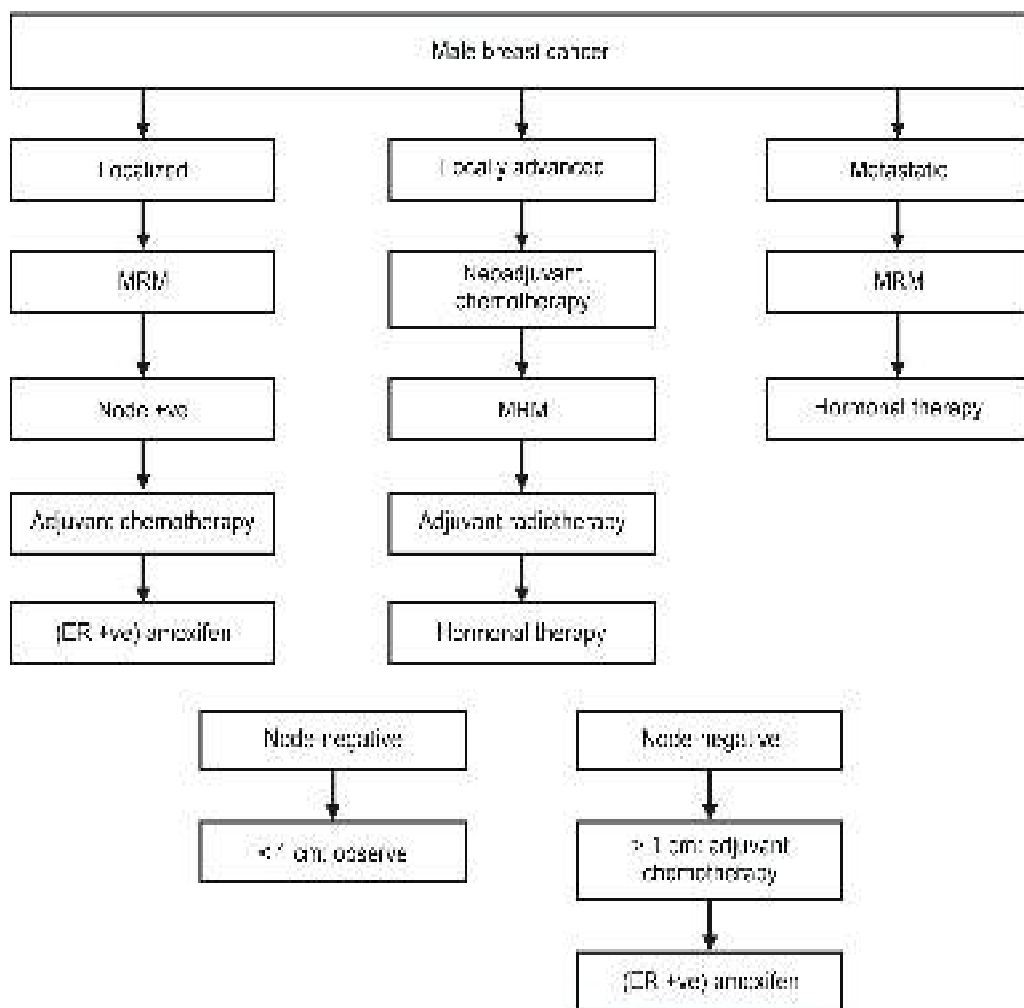 Male breast cancer
Localized
Locally advanced
Metastatic
MRM
Neoadjuvant
chemotherapy
MRM
Node +ve
MRM
Hormonal therapy
Adjuvant chemotherapy
Adjuvant radiotherapy
(ER +ve) amoxifen
Hormonal therapy
Node-negative
Node-negative
< 1 cm: observe
> 1 cm: adjuvant
chemotherapy
(ER +ve) amoxifen